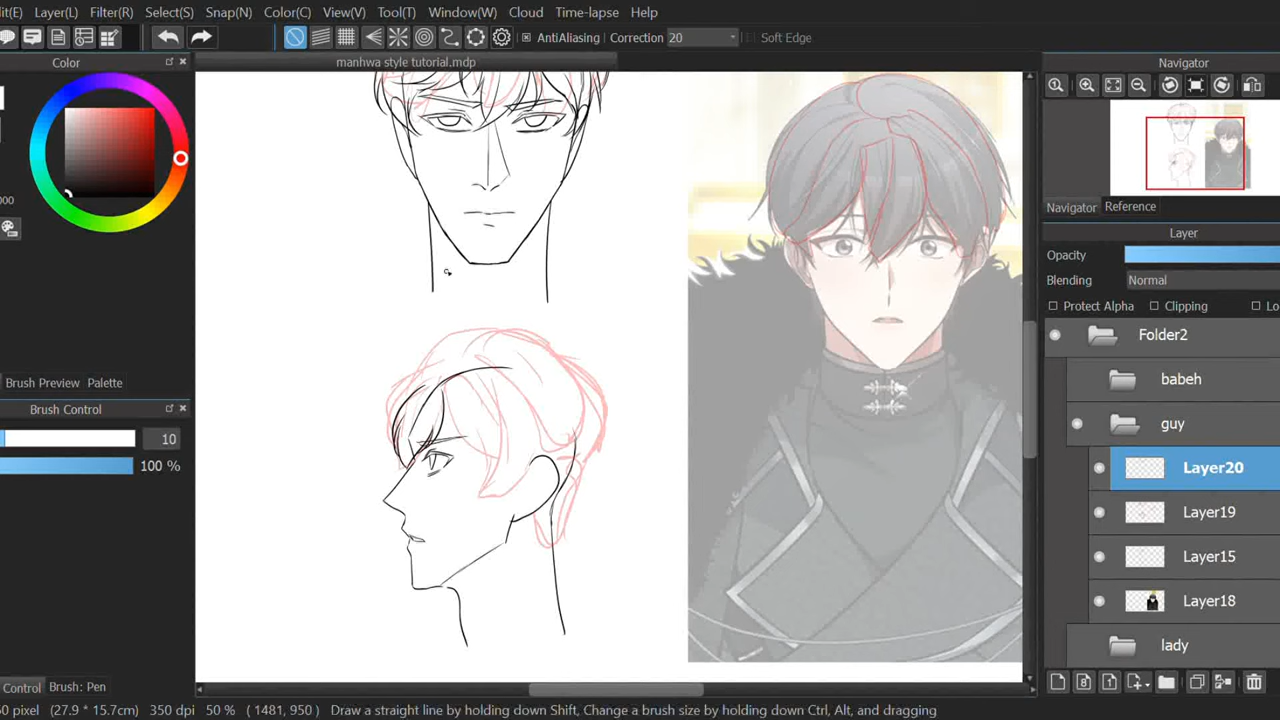 it(E) Layer(L) Filter(R) Select(S) Snap(N) Color(C) View(V) Tool(T) Window(W) Cloud Time-lapse Help
AntiAliasing Correction 20 Soft Edge
Color
manhwa style tutorial.mdp
Navigator
000
Navigator Reference
Layer
Opacity
Blending Normal
Protect Alpha Clipping Lo
Folder2
babeh
Brush Preview Palette
Brush Control
guy
10
100 %
Layer20
Layer19
Layer15
Layer18
lady
Control Brush: Pen
0 pixel (27.9 * 15.7cm) 350 dpi 50 % ( 1481, 950 ) Draw a straight line by holding down Shift, Change a brush size by holding down Ctrl, Alt, and dragging